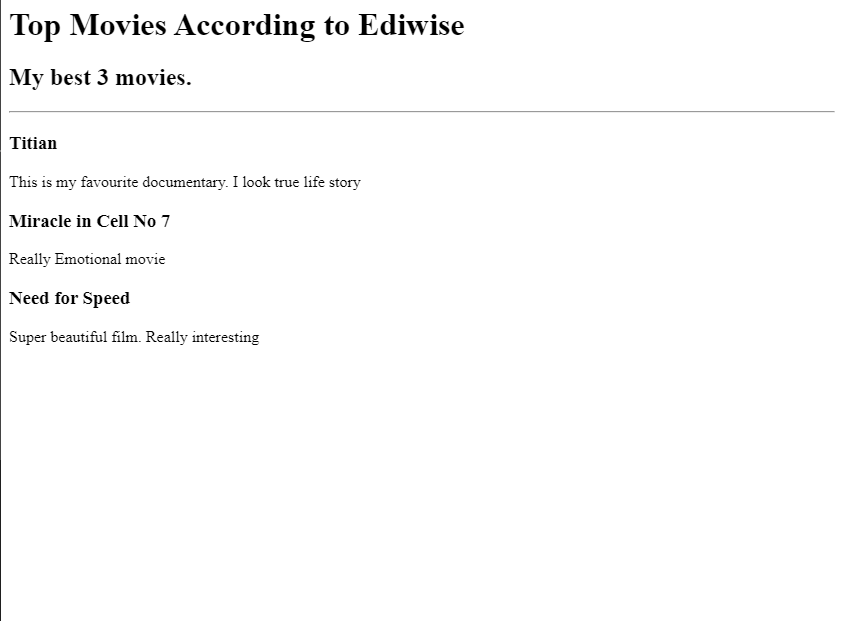 Top Movies According to Ediwise
My best 3 movies.
Titian
This is my favourite documentary. I look true life story
Miracle in Cell No 7
Really Emotional movie
Need for Speed
Super beautiful film. Really interesting